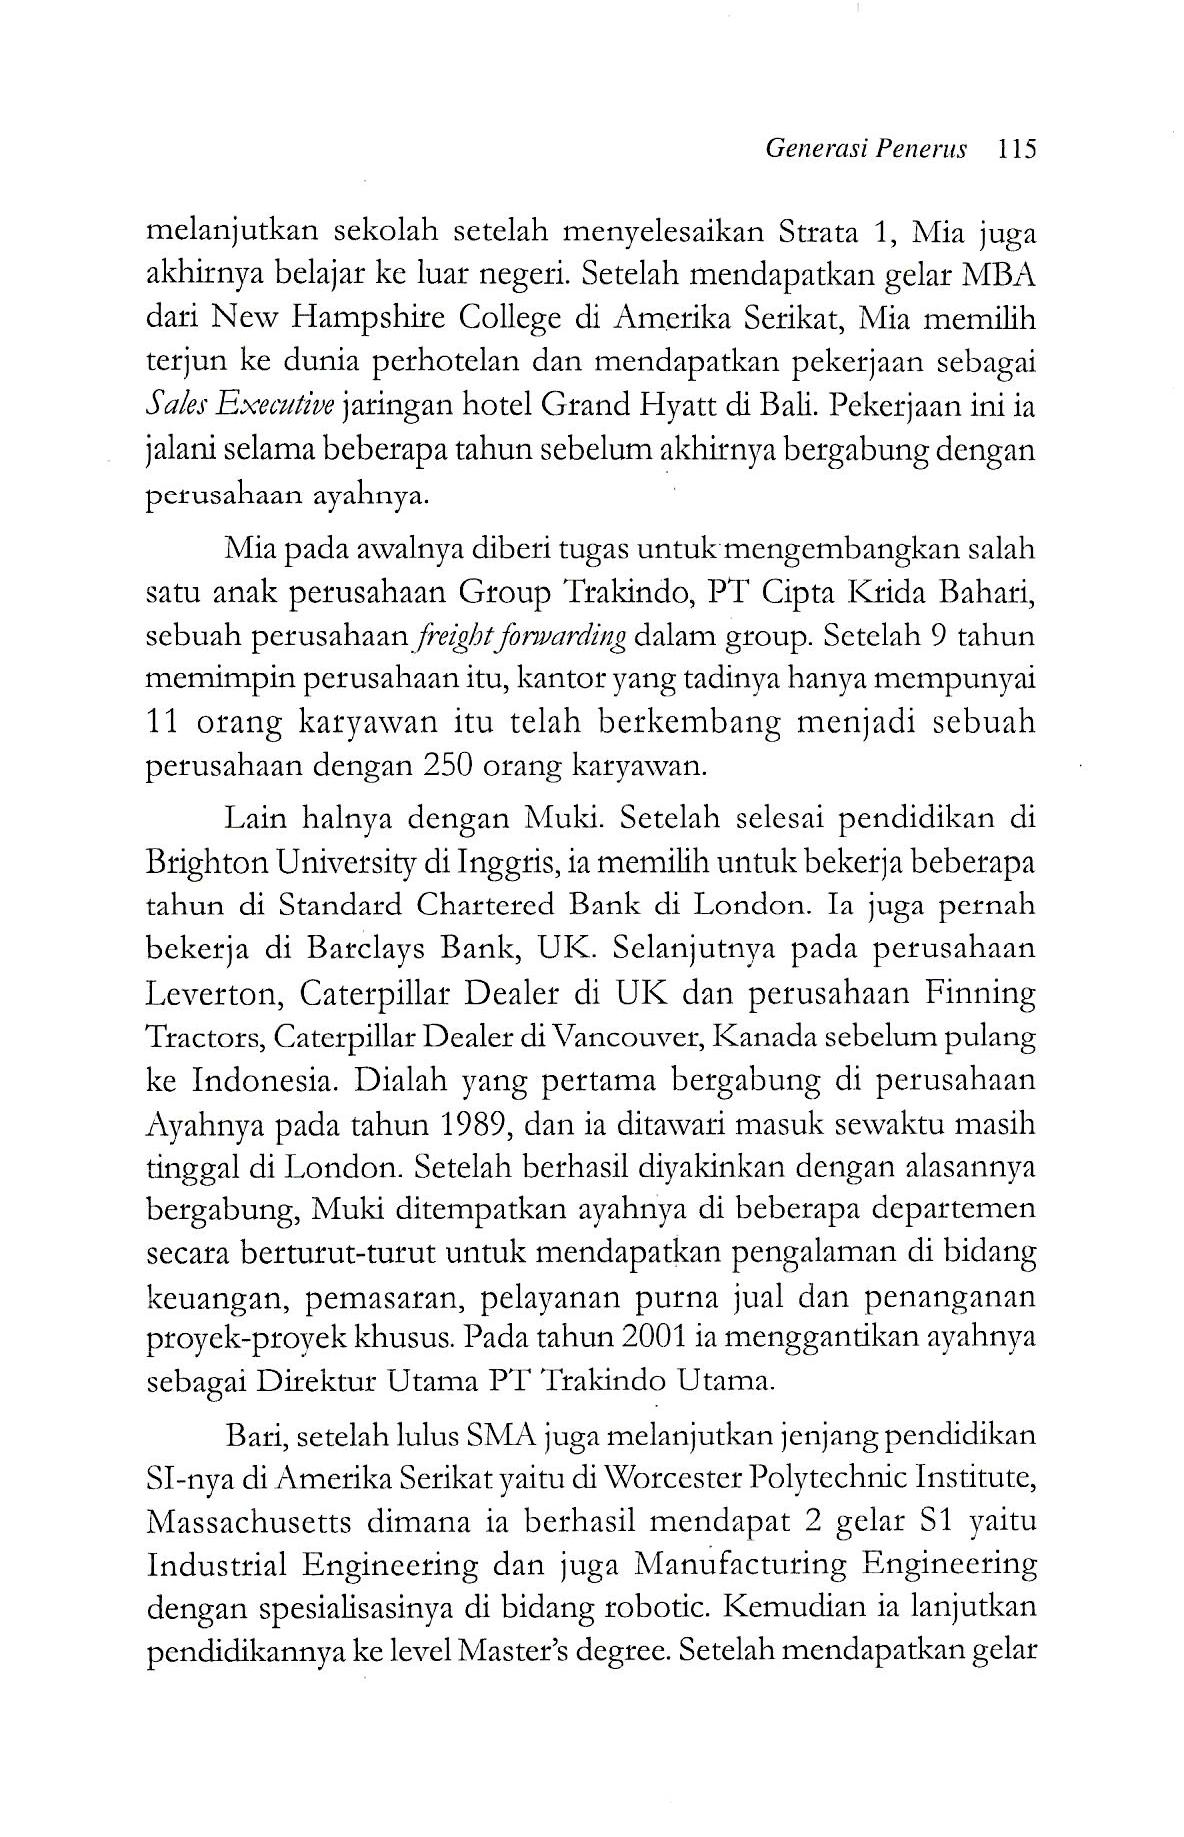 Generasi Penerus 115
melanjutkan sekolah setelah menyelesaikan Strata 1, Mia juga
akhirnya belajar ke luar negeri. Setelah mendapatkan gelar MBA
dari New Hampshire College di Amerika Serikat, Mia memilih
terjun ke dunia perhotelan dan mendapatkan pekerjaan sebagai
Sales Executive jaringan hotel Grand Hyatt di Bali. Pekerjaan ini ia
jalani selama beberapa tahun sebelum akhirnya bergabung dengan
perusahaan ayahnya.
Mia pada awalnya diberi tugas untuk mengembangkan salah
satu anak perusahaan Group Trakindo, PT Cipta Krida Bahari,
sebuah perusahaan freight forwarding dalam group. Setelah 9 tahun
memimpin perusahaan itu, kantor yang tadinya hanya mempunyai
11 orang karyawan itu telah berkembang menjadi sebuah
perusahaan dengan 250 orang karyawan.
Lain halnya dengan Muki. Setelah selesai pendidikan di
Brighton University di Inggris, ia memilih untuk bekerja beberapa
tahun di Standard Chartered Bank di London. Ia juga pernah
bekerja di Barclays Bank, UK. Selanjutnya pada perusahaan
Leverton, Caterpillar Dealer di UK dan perusahaan Finning
Tractors, Caterpillar Dealer di Vancouver, Kanada sebelum pulang
ke Indonesia. Dialah yang pertama bergabung di perusahaan
Ayahnya pada tahun 1989, dan ia ditawari masuk sewaktu masih
tinggal di London. Setelah berhasil diyakinkan dengan alasannya
bergabung, Muki ditempatkan ayahnya di beberapa departemen
secara berturut-turut untuk mendapatkan pengalaman di bidang
keuangan, pemasaran, pelayanan purna jual dan penanganan
proyek-proyek khusus. Pada tahun 2001 ia menggantikan ayahnya
sebagai Direktur Utama PT Trakindo Utama.
Bari, setelah lulus SMA juga melanjutkan jenjang pendidikan
SI-nya di Amerika Serikat yaitu di Worcester Polytechnic Institute,
Massachusetts dimana ia berhasil mendapat 2 gelar S1 yaitu
Industrial Engineering dan juga Manufacturing Engineering
dengan spesialisasinya di bidang robotic. Kemudian ia lanjutkan
pendidikannya ke level Master's degree. Setelah mendapatkan gelar